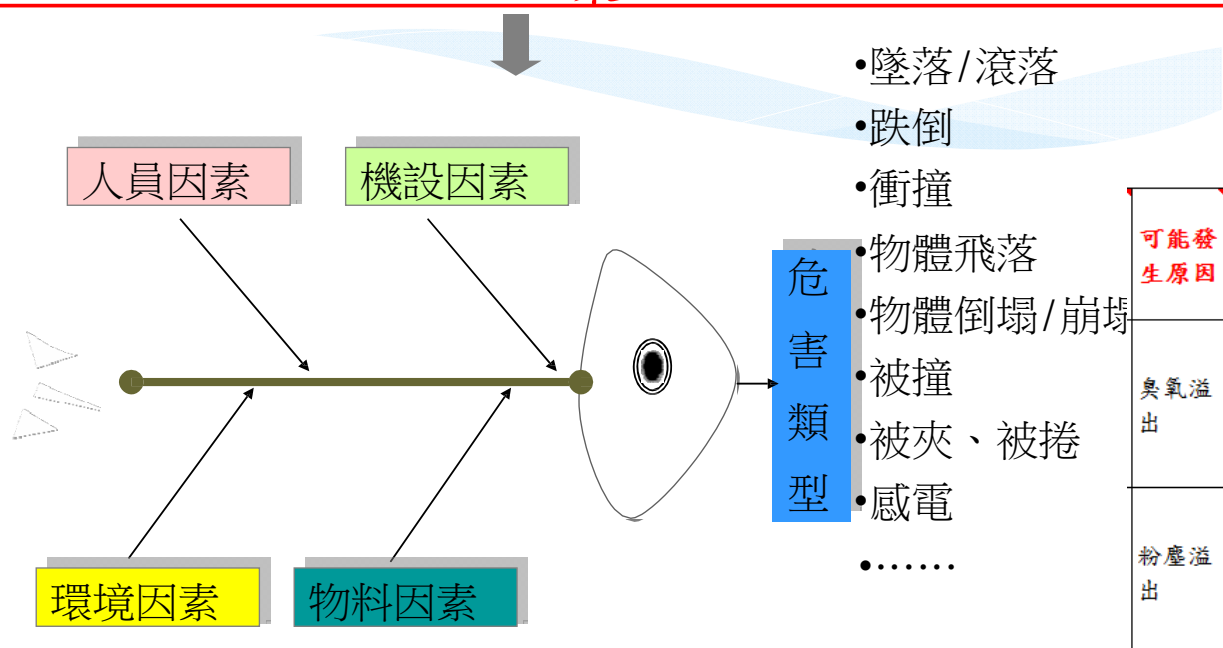 人員因素
機設因素
環境因素
物料因素
危
害
類
型
•墜落/滾落
•跌倒
•衝撞
•物體飛落
•物體倒塌/崩塌
•被撞
•被夾、被捲
•感電
•……
可能發
生原因
臭氧溢
出
粉塵溢
出